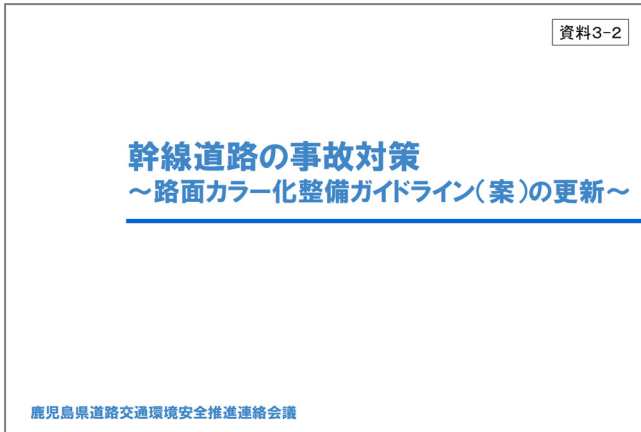 資料3-2
幹線道路の事故対策
～路面カラー化整備ガイドライン(案)の更新～
鹿児島県道路交通環境安全推進連絡会議